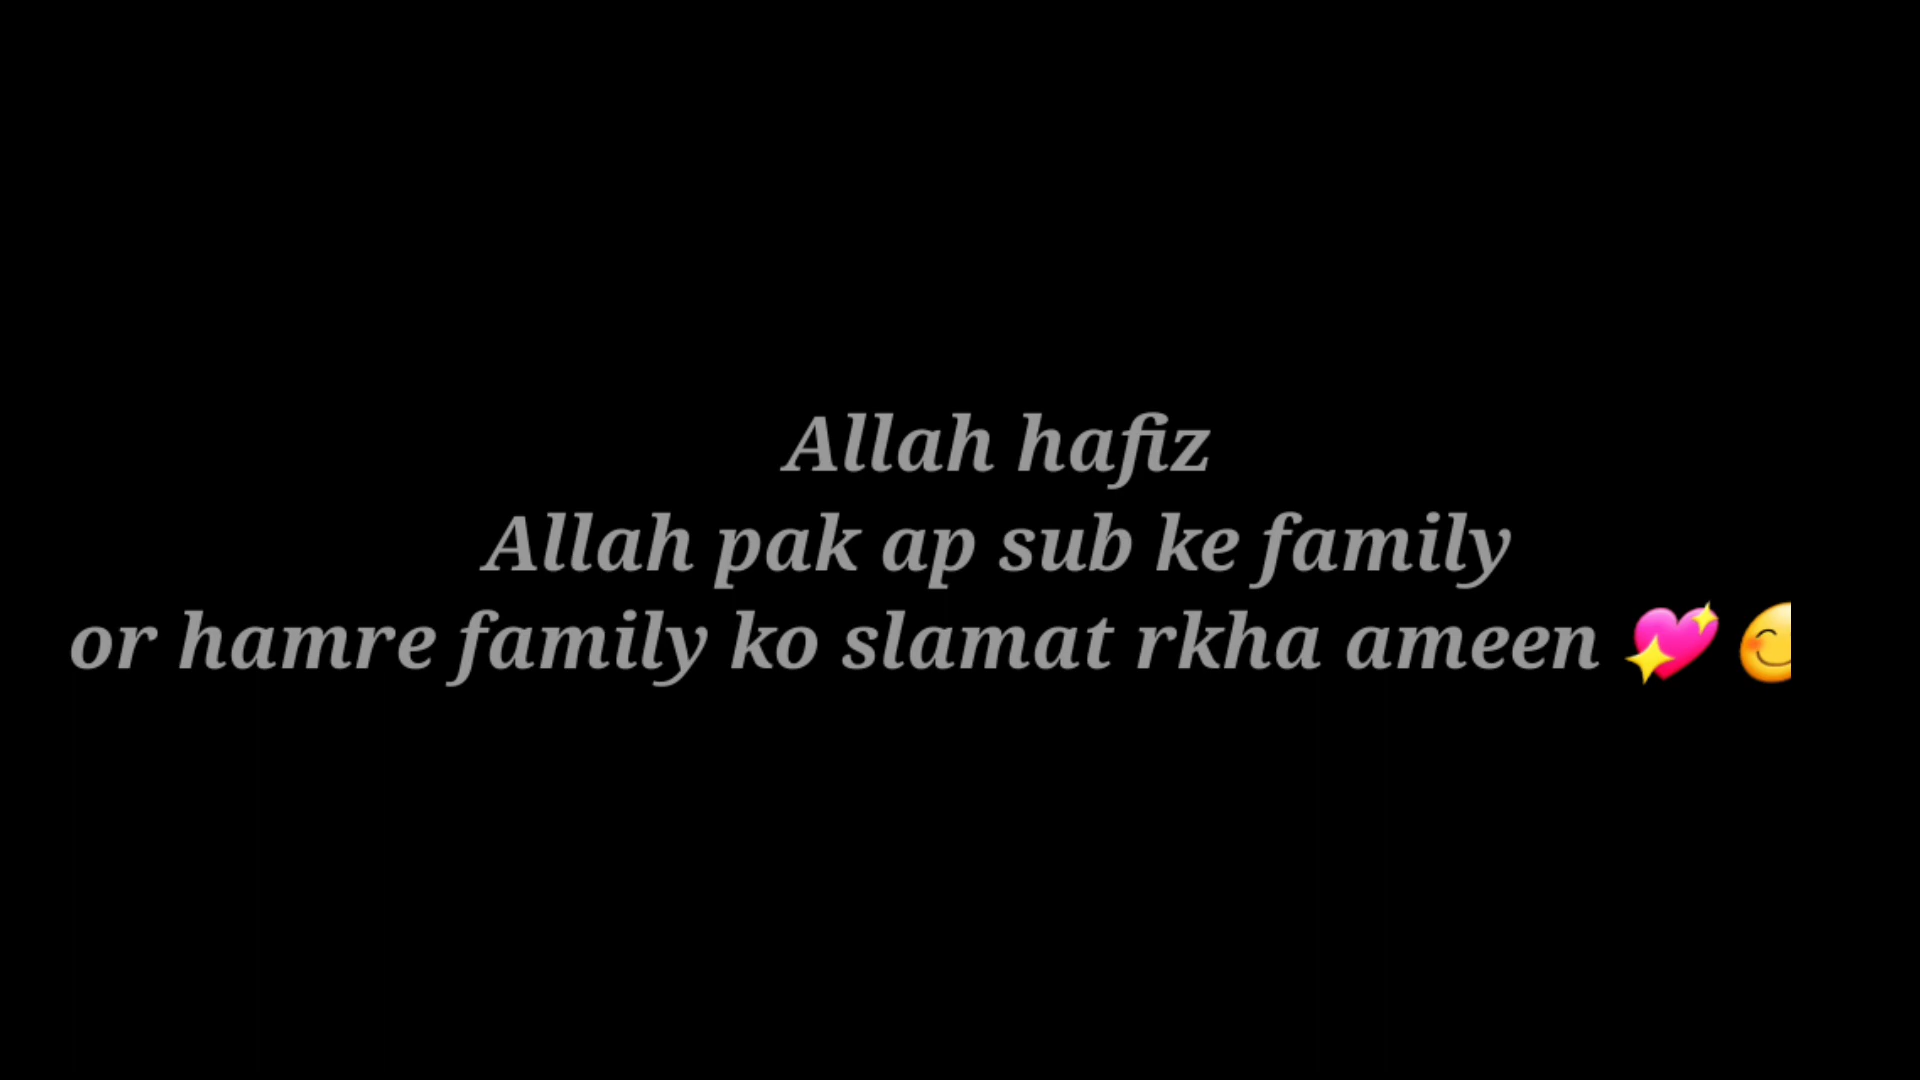 Allah hafiz
Allah pak ap sub ke family
or hamre family ko slamat rkha ameen 💖 😊